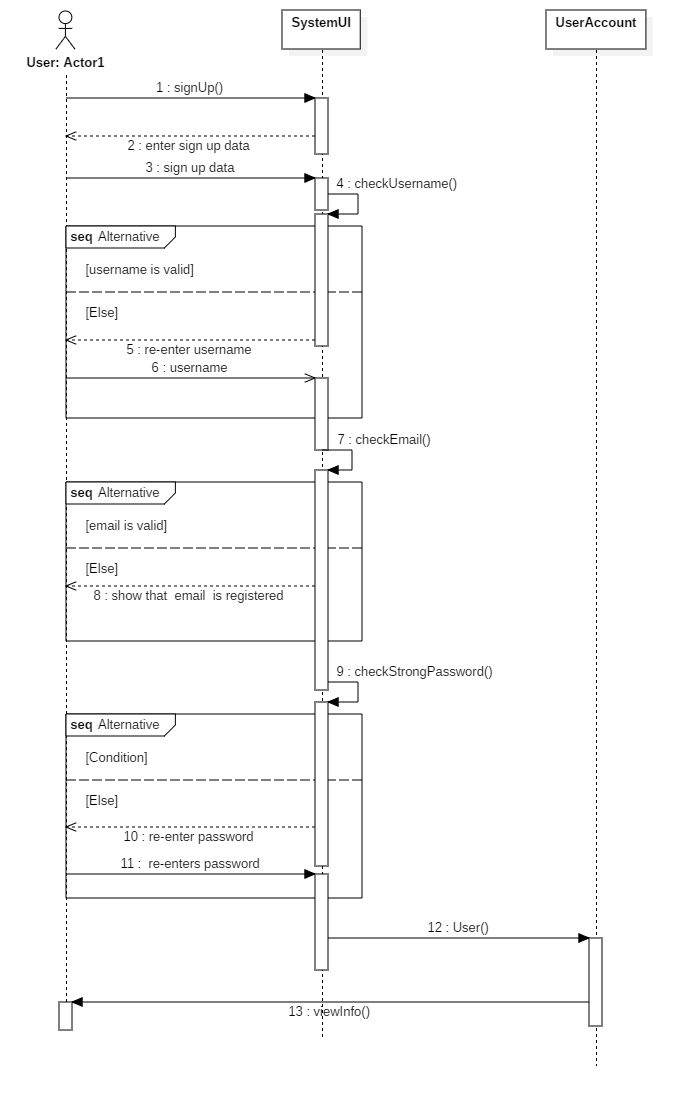 SystemUI
UserAccount
User: Actor1
1 : signUp()
2 : enter sign up data
3 : sign up data
4 : checkUsername()
seq Alternative
[username is valid]
[Else]
5 : re-enter username
6 : username
7 : checkEmail()
seq Alternative
[email is valid]
[Else]
8 : show that  email  is registered
9 : checkStrongPassword()
seq Alternative
[Condition]
[Else]
10 : re-enter password
11 :  re-enters password
12 : User()
13 : viewInfo()